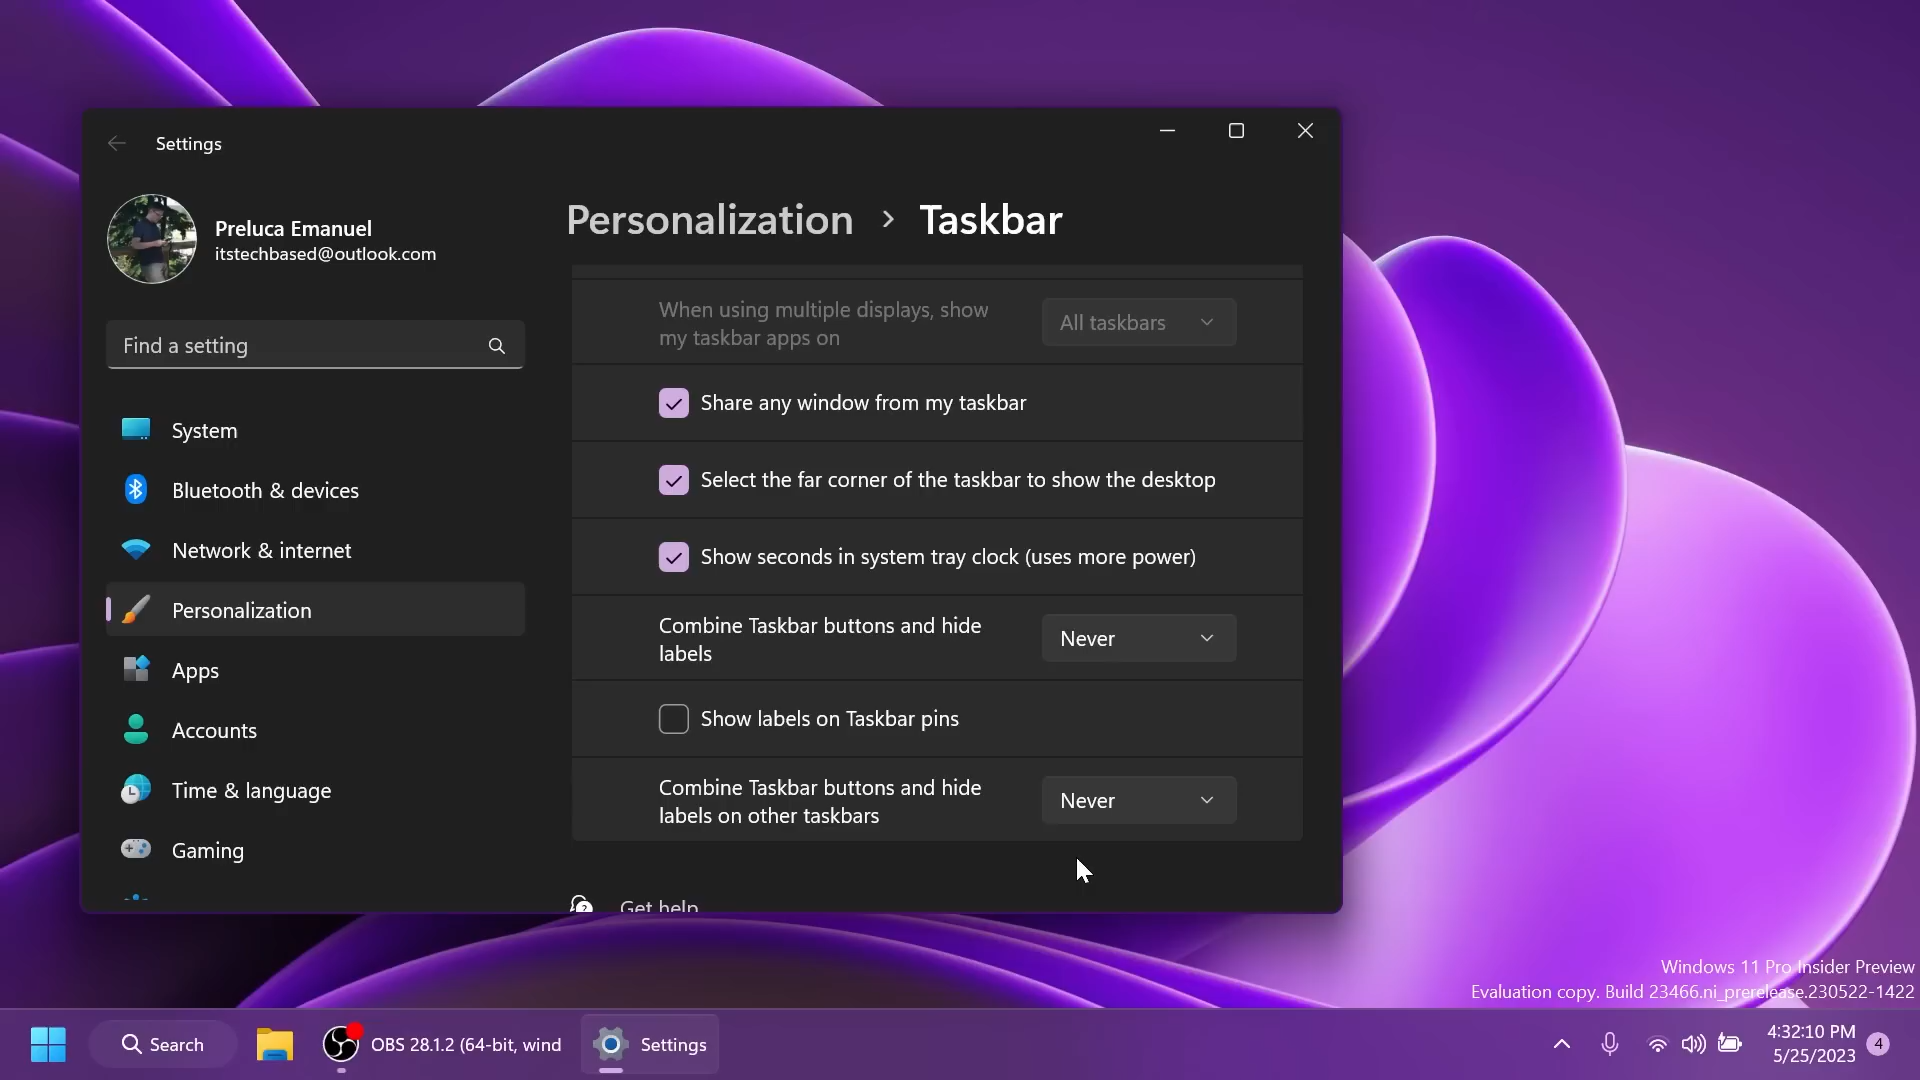 Settings
Preluca Emanuel
itstechbased@outlook.com
Find a setting
System
Bluetooth & devices
Network & internet
Personalization
Apps
Accounts
Time & language
Gaming
Personalization > Taskbar
When using multiple displays, show
my taskbar apps on
All taskbars
Share any window from my taskbar
Select the far corner of the taskbar to show the desktop
Show seconds in system tray clock (uses more power)
Combine Taskbar buttons and hide
labels
Never
Show labels on Taskbar pins
Combine Taskbar buttons and hide
labels on other taskbars
Never
Get help
Windows 11 Pro Insider Preview
Evaluation copy. Build 23466.ni_prerelease.230522-1422
Search
OBS 28.1.2 (64-bit, wind
Settings
4:32:10 PM
5/25/2023
4